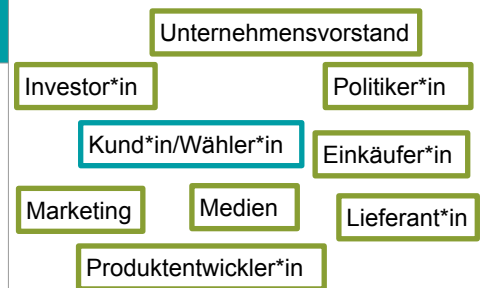 Unternehmensvorstand
Investor*in
Politiker*in
Kund*in/Wähler*in
Einkäufer*in
Marketing
Medien
Lieferant*in
Produktentwickler*in